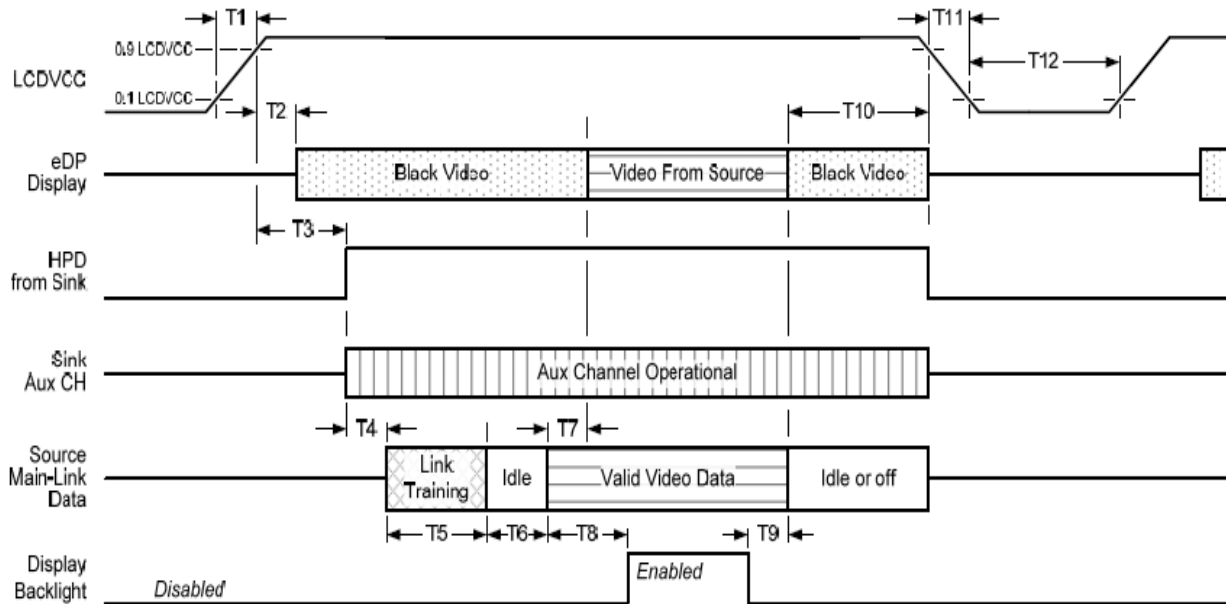 T1
T11
0.9 LCDVCC
LCDVCC
T12
0.1 LCDVCC
T2
T10
eDP
Display
Black Video
Video From Source
Black Video
T3
HPD
from Sink
Sink
Aux CH
Aux Channel Operational
T4
T7
Source
Main-Link
Data
Link
Training
Idle
Valid Video Data
Idle or off
T5
T6
T8
T9
Display
Backlight
Disabled
Enabled